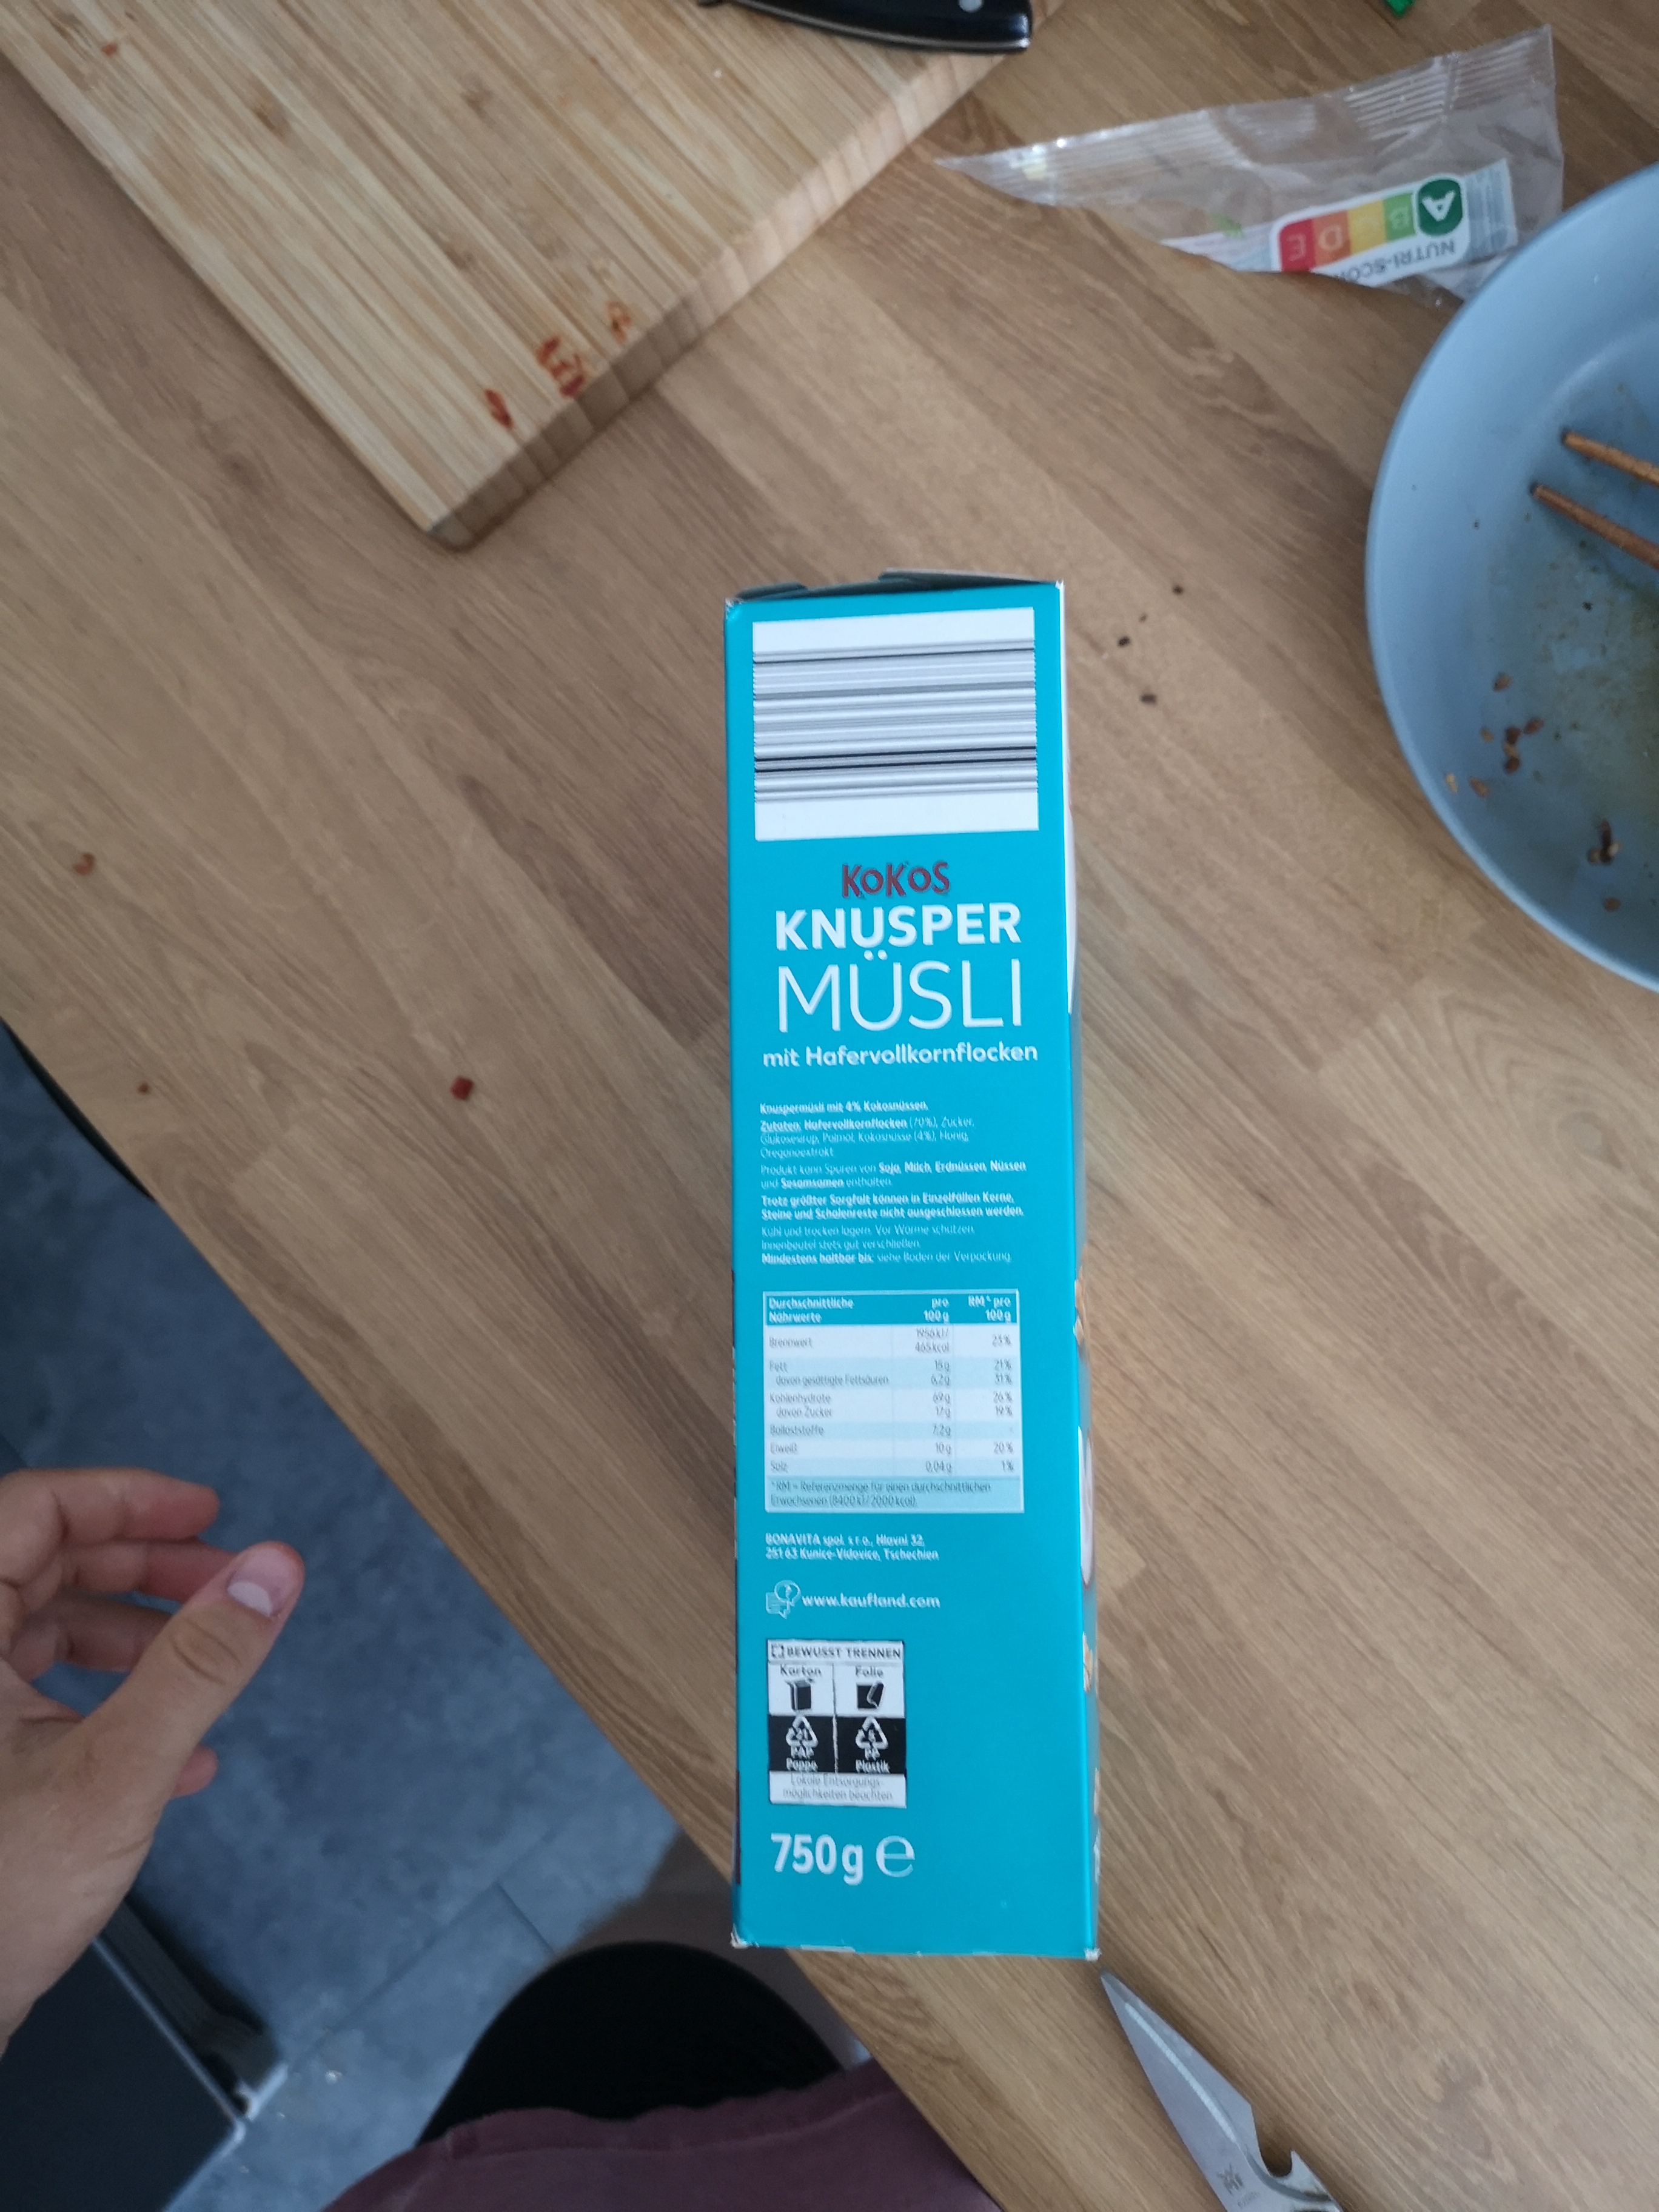 A
B
D
E
NUTRI-SCO
KOKOS
KNUSPER
MÜSLI
mit Hafervollkornflocken
Knuspermüsli mit 4% Kokosnüssen.
Zutaten: Hafervollkornflocken (70%), Zucker,
Glukosesirup, Palmöl, Kokosnüsse (4%), Honig,
Oreganoextrakt.
Produkt kann Spuren von Soja, Milch, Erdnüssen, Nüssen
und Sesamsamen enthalten.
Trotz größter Sorgfalt können in Einzelfällen Kerne,
Steine und Schalenreste nicht ausgeschlossen werden.
Kühl und trocken lagern. Vor Wärme schützen.
Innenbeutel stets gut verschließen.
Mindestens haltbar bis: siehe Boden der Verpackung.
Durchschnittliche pro RM* pro
Nährwerte 100 g 100 g
Brennwert 1956 kJ/ 23%
465 kcal
Fett 15 g 21%
davon gesättigte Fettsäuren 6,2 g 31%
Kohlenhydrate 69 g 26%
davon Zucker 17 g 19%
Ballaststoffe 7,2 g -
Eiweiß 10 g 20%
Salz 0,04 g 1%
*RM = Referenzmenge für einen durchschnittlichen
Erwachsenen (8400 kJ/2000 kcal).
BONAVITA spol. s r.o., Hlavní 32,
251 63 Kunice-Vidovice, Tschechien
www.kaufland.com
BEWUSST TRENNEN
Karton Folie
21 5
PAP PP
Pappe Plastik
Lokale Entsorgungs-
möglichkeiten beachten
750 g e